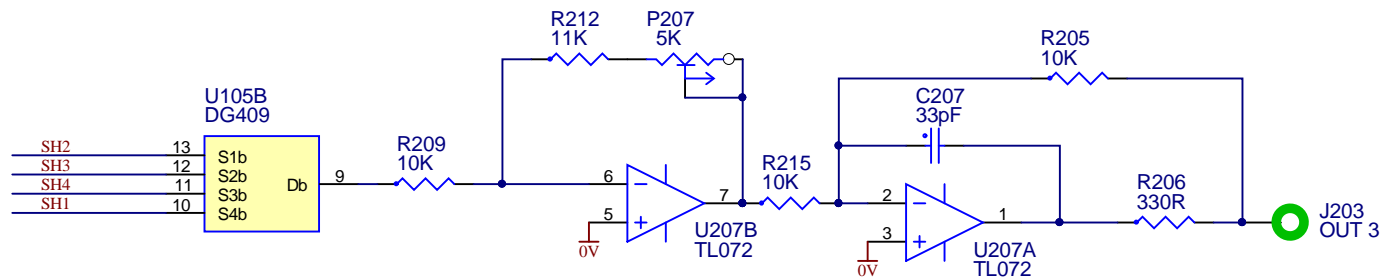 R212
11K
P207
5K
R205
10K
U105B
DG409
C207
33pF
SH2
13
S1b
SH3
12
S2b
SH4
11
S3b
SH1
10
S4b
Db
9
R209
10K
6
5
7
0V
U207B
TL072
R215
10K
2
3
1
0V
U207A
TL072
R206
330R
J203
OUT 3